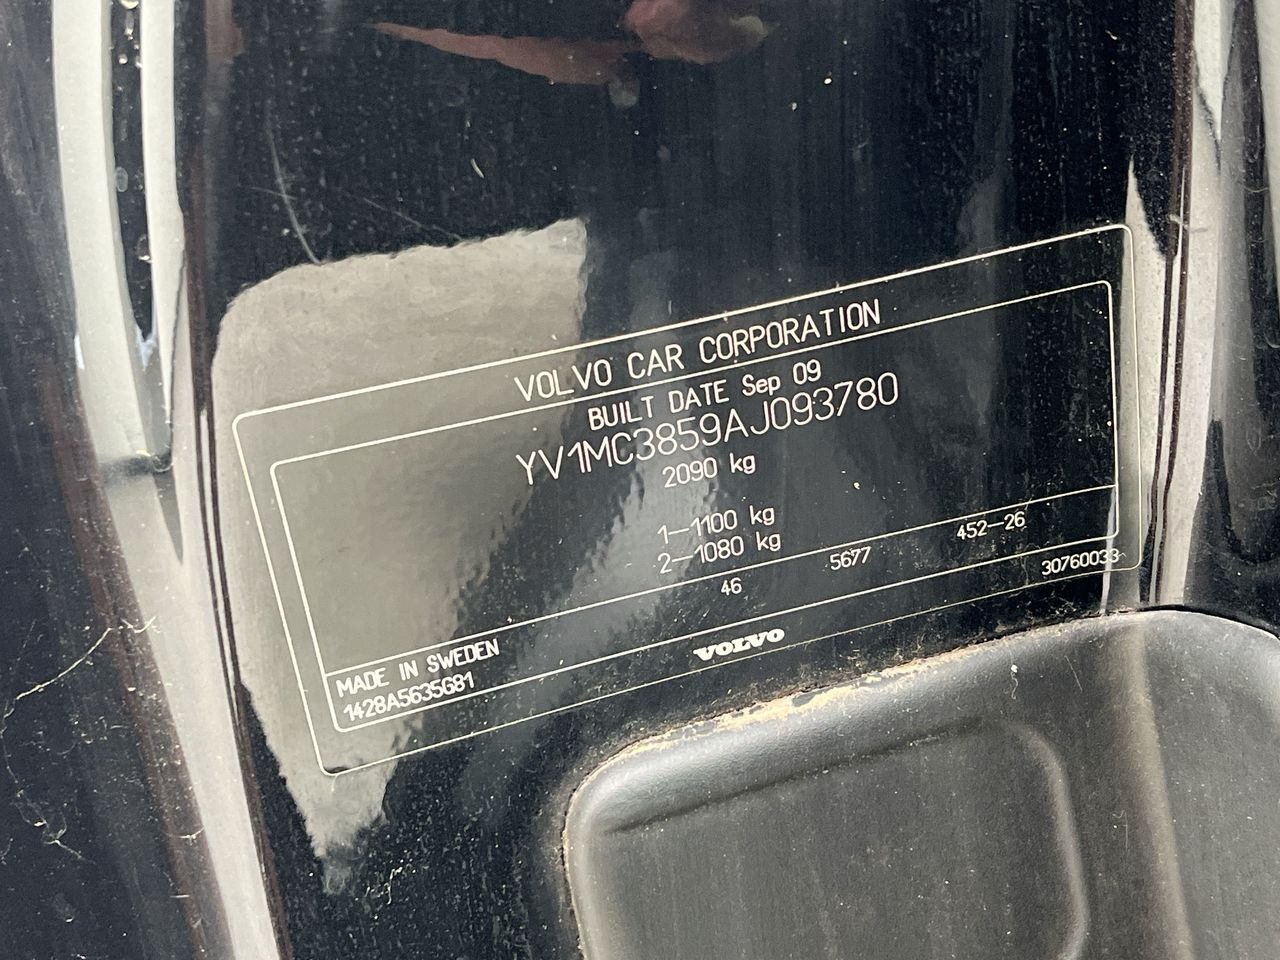 VOLVO CAR CORPORATION
BUILT DATE Sep 09
YV1MC3859AJ093780
2090 kg
1–1100 kg
2–1080 kg
46 5677 452–26
MADE IN SWEDEN
1428A5635G81
30760033
VOLVO